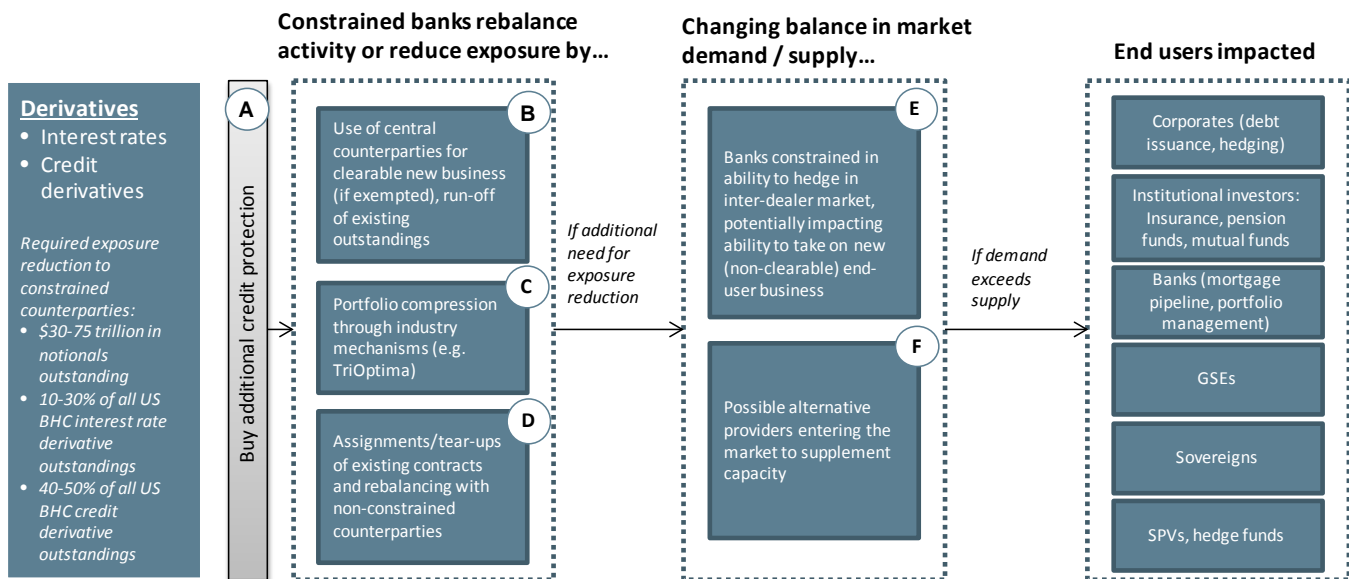 Constrained banks rebalance
activity or reduce exposure by…
Changing balance in market
demand / supply…
End users impacted
Derivatives
• Interest rates
• Credit
derivatives
Required exposure
reduction to
constrained
counterparties:
• $30-75 trillion in
notionals
outstanding
• 10-30% of all US
BHC interest rate
derivative
outstandings
• 40-50% of all US
BHC credit
derivative
outstandings
A
Buy additional credit protection
B
Use of central
counterparties for
clearable new business
(if exempted), run-off
of existing
outstandings
C
Portfolio compression
through industry
mechanisms (e.g.
TriOptima)
D
Assignments/tear-ups
of existing contracts
and rebalancing with
non-constrained
counterparties
If additional
need for
exposure
reduction
E
Banks constrained in
ability to hedge in
inter-dealer market,
potentially impacting
ability to take on new
(non-clearable) end-
user business
F
Possible alternative
providers entering the
market to supplement
capacity
If demand
exceeds
supply
Corporates (debt
issuance, hedging)
Institutional investors:
Insurance, pension
funds, mutual funds
Banks (mortgage
pipeline, portfolio
management)
GSEs
Sovereigns
SPVs, hedge funds